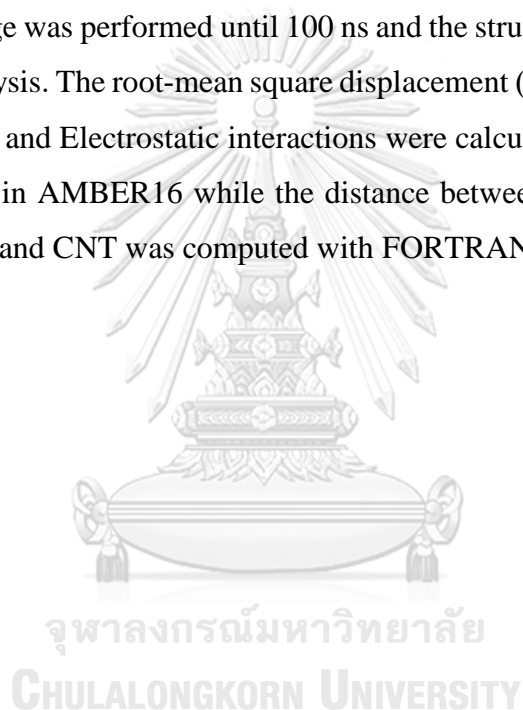 ge was performed until 100 ns and the stru
ysis. The root-mean square displacement (
and Electrostatic interactions were calcu
in AMBER16 while the distance betwee
and CNT was computed with FORTRAN
จุฬาลงกรณ์มหาวิทยาลัย
CHULALONGKORN UNIVERSITY